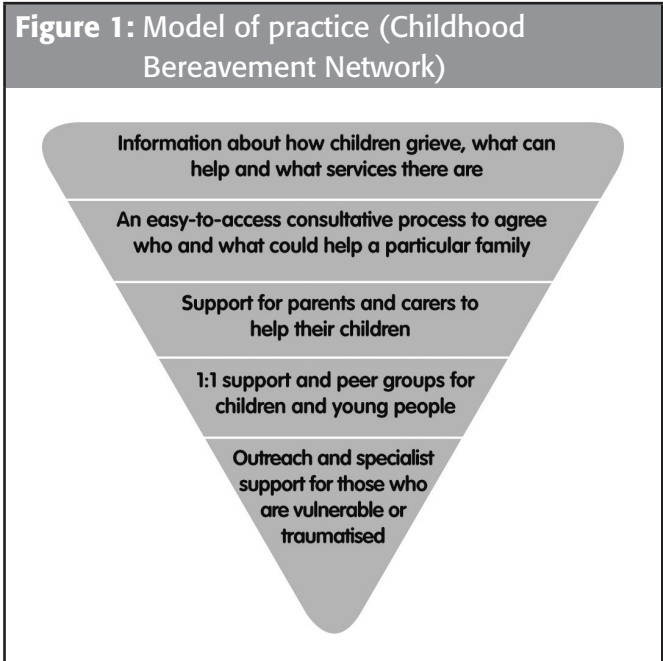 Figure 1: Model of practice (Childhood
Bereavement Network)
Information about how children grieve, what can
help and what services there are
An easy-to-access consultative process to agree
who and what could help a particular family
Support for parents and carers to
help their children
1:1 support and peer groups for
children and young people
Outreach and specialist
support for those who
are vulnerable or
traumatised